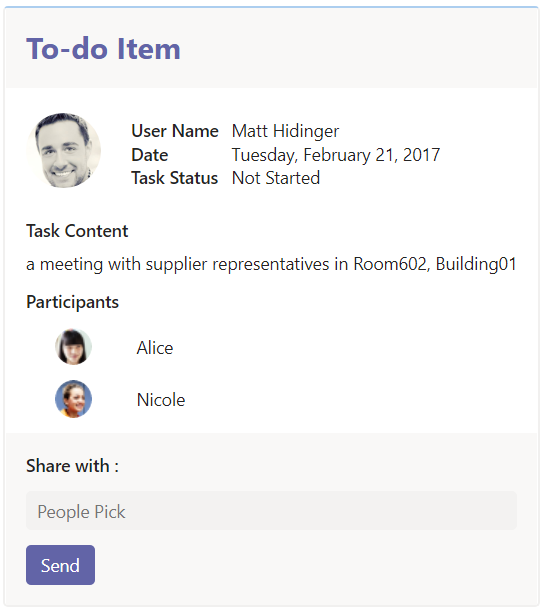 To-do Item
User Name Matt Hidinger
Date Tuesday, February 21, 2017
Task Status Not Started
Task Content
a meeting with supplier representatives in Room602, Building01
Participants
Alice
Nicole
Share with :
People Pick
Send